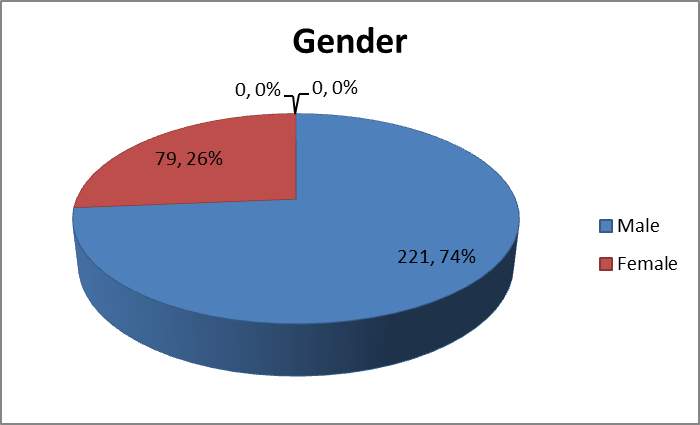 Gender
0, 0%
0, 0%
79, 26%
221, 74%
Male
Female